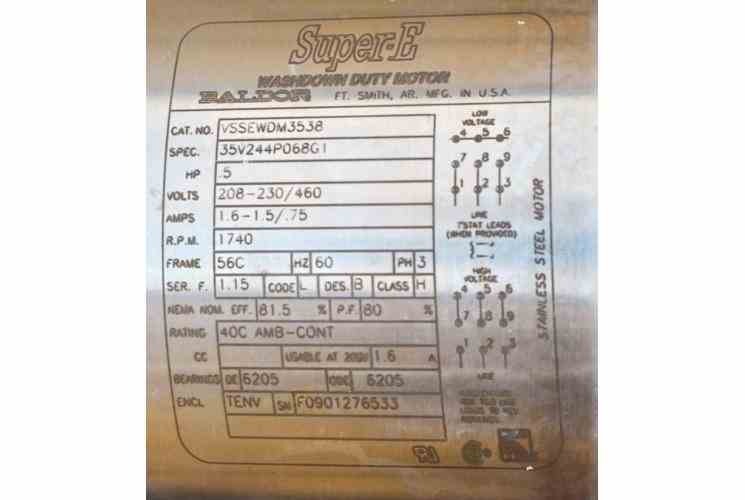 Super-E
WASHDOWN DUTY MOTOR
BALDOR FT. SMITH, AR. MFG. IN U.S.A.
CAT. NO. VSSEWDM3538
SPEC. 35V244P068G1
HP .5
VOLTS 208-230/460
AMPS 1.6-1.5/.75
R.P.M. 1740
FRAME 56C HZ 60 PH 3
SER. F. 1.15 CODE L DES. B CLASS H
NEMA NOM. EFF. 81.5 % P.F. 80 %
RATING 40C AMB-CONT
CC USABLE AT 208V 1.6 A
BEARINGS DE 6205 ODE 6205
ENCL TENV SN F0901276533
LOW
VOLTAGE
4 5 6
7 8 9
1 2 3
LINE
T'STAT LEADS
(WHEN PROVIDED)
HIGH
VOLTAGE
4 5 6
7 8 9
1 2 3
LINE
STAINLESS STEEL MOTOR